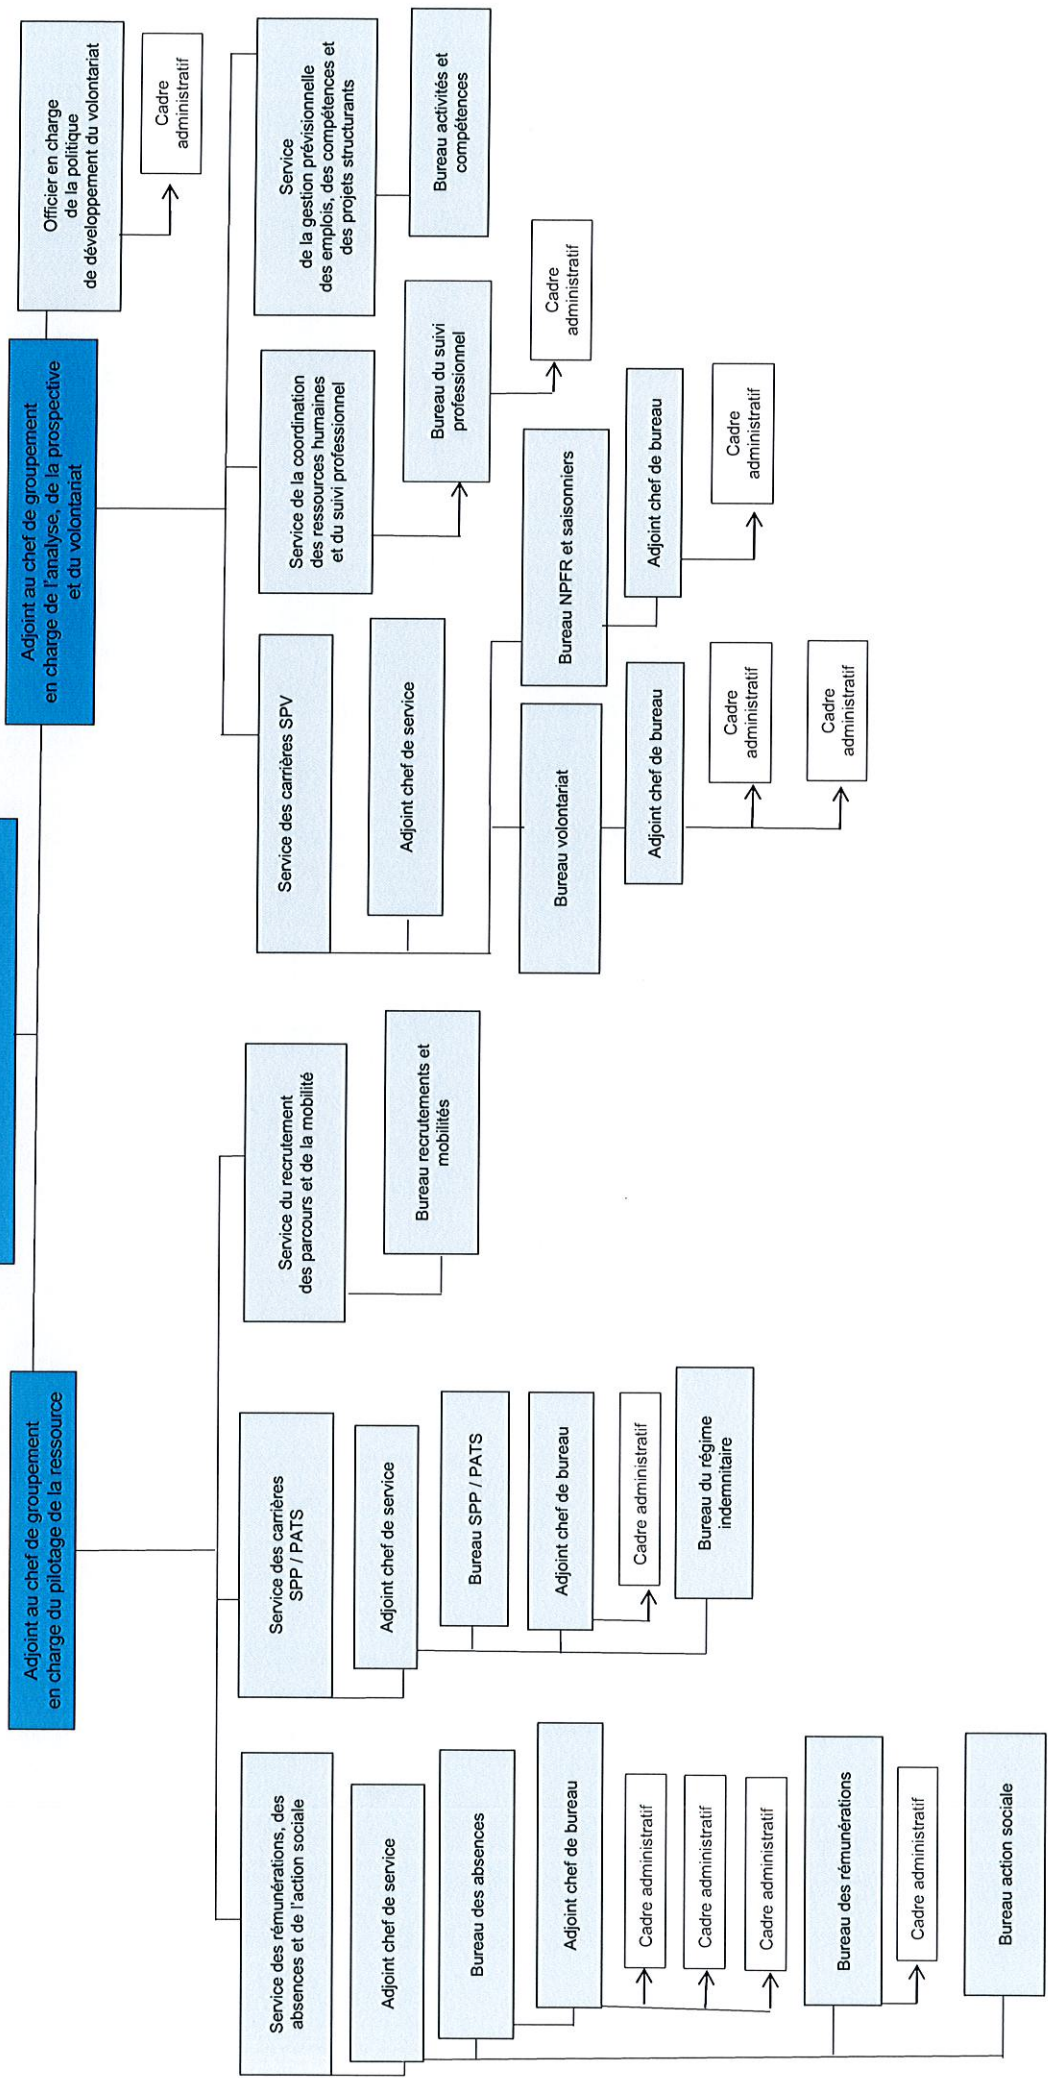 Adjoint au chef de groupement
en charge du pilotage de la ressource
Adjoint au chef de groupement
en charge de l'analyse, de la prospective
et du volontariat
Officier en charge
de la politique
de développement du volontariat
Cadre
administratif
Service des rémunérations, des
absences et de l'action sociale
Adjoint chef de service
Bureau des absences
Adjoint chef de bureau
Cadre administratif
Cadre administratif
Cadre administratif
Bureau des rémunérations
Cadre administratif
Bureau action sociale
Service des carrières
SPP / PATS
Adjoint chef de service
Bureau SPP / PATS
Adjoint chef de bureau
Cadre administratif
Bureau du régime
indemnitaire
Service du recrutement
des parcours et de la mobilité
Bureau recrutements et
mobilités
Service des carrières SPV
Adjoint chef de service
Bureau volontariat
Adjoint chef de bureau
Cadre
administratif
Cadre
administratif
Bureau NPFR et saisonniers
Adjoint chef de bureau
Cadre
administratif
Service de la coordination
des ressources humaines
et du suivi professionnel
Bureau du suivi
professionnel
Cadre
administratif
Service
de la gestion prévisionnelle
des emplois, des compétences et
des projets structurants
Bureau activités et
compétences